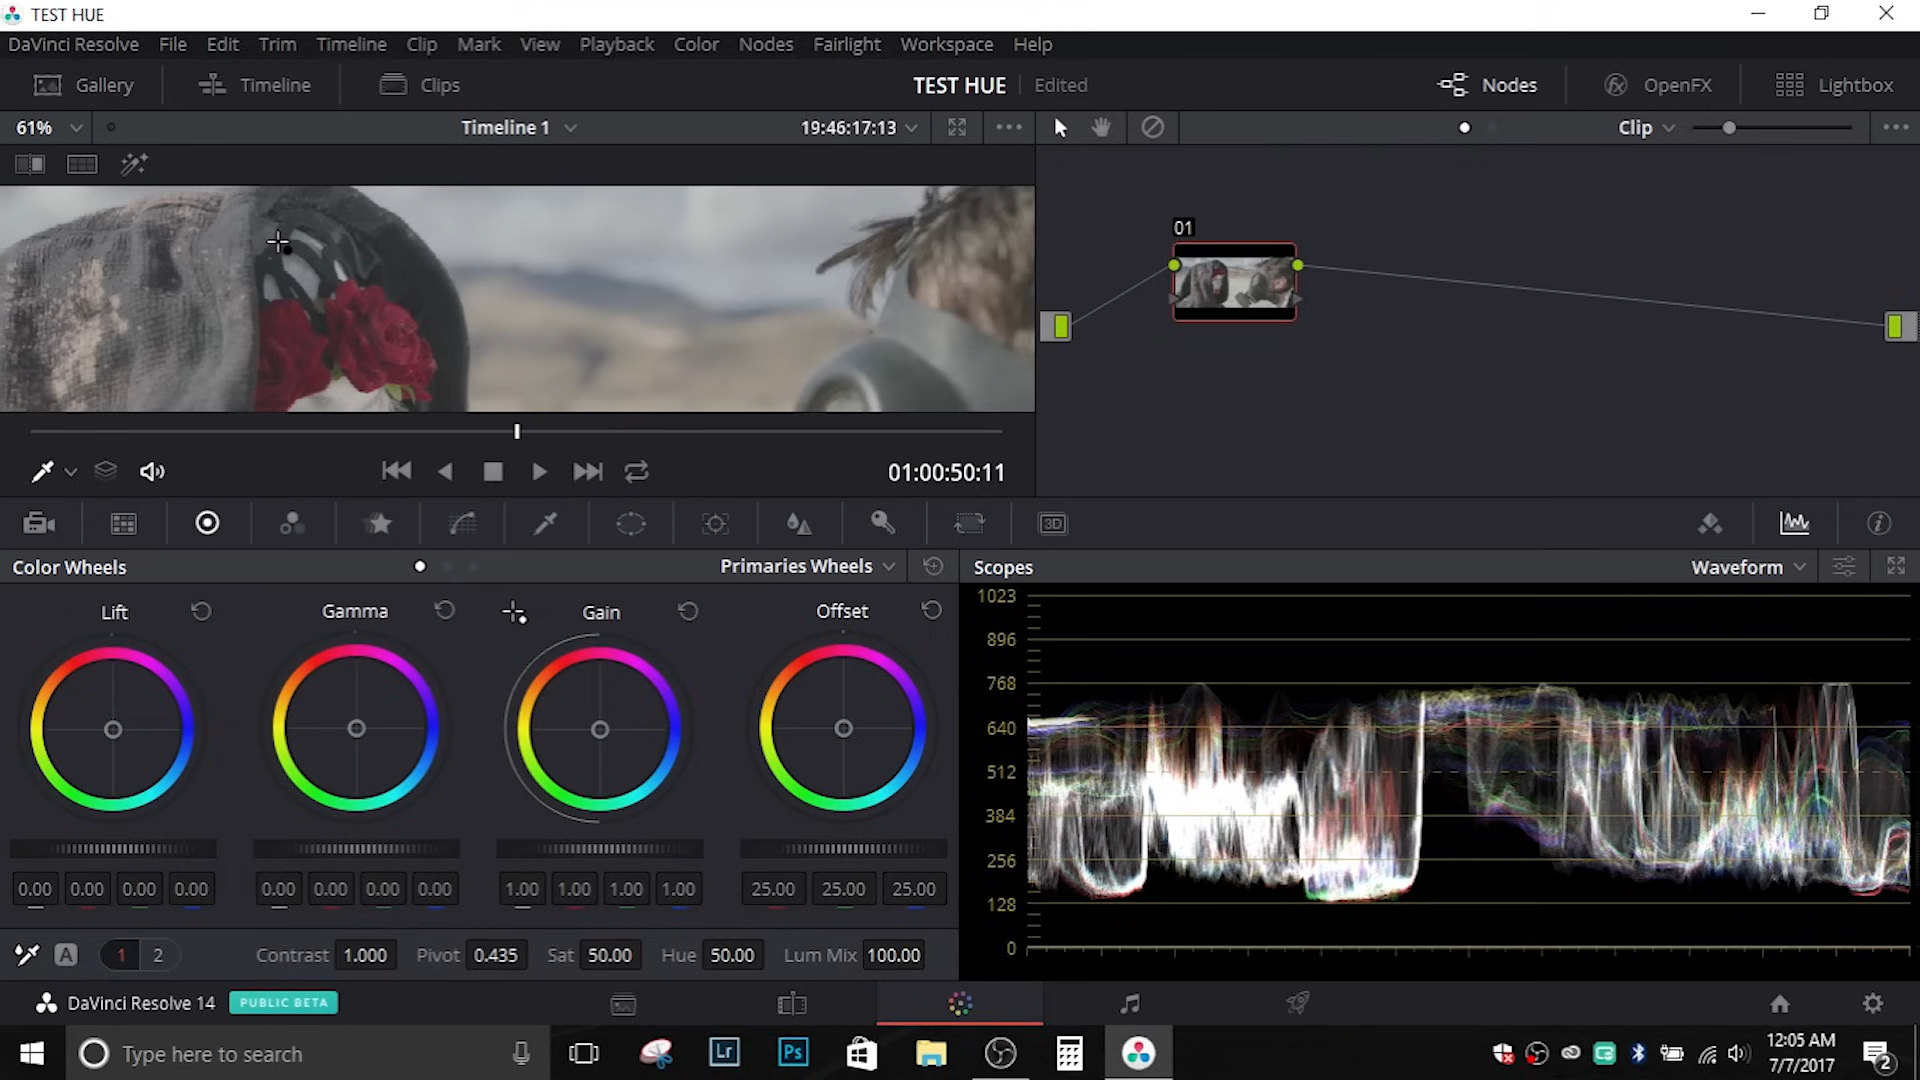 TEST HUE
DaVinci Resolve File Edit Trim Timeline Clip Mark View Playback Color Nodes Fairlight Workspace Help
Gallery Timeline Clips TEST HUE Edited Nodes OpenFX Lightbox
61% Timeline 1 19:46:17:13 Clip
01
01:00:50:11
3D
Color Wheels Primaries Wheels Scopes Waveform
Lift Gamma Gain Offset
1023
896
768
640
512
384
256
128
0
0.00 0.00 0.00 0.00 0.00 0.00 0.00 0.00 1.00 1.00 1.00 1.00 25.00 25.00 25.00
A 1 2 Contrast 1.000 Pivot 0.435 Sat 50.00 Hue 50.00 Lum Mix 100.00
DaVinci Resolve 14 PUBLIC BETA
Type here to search Lr Ps 12:05 AM
7/7/2017 2